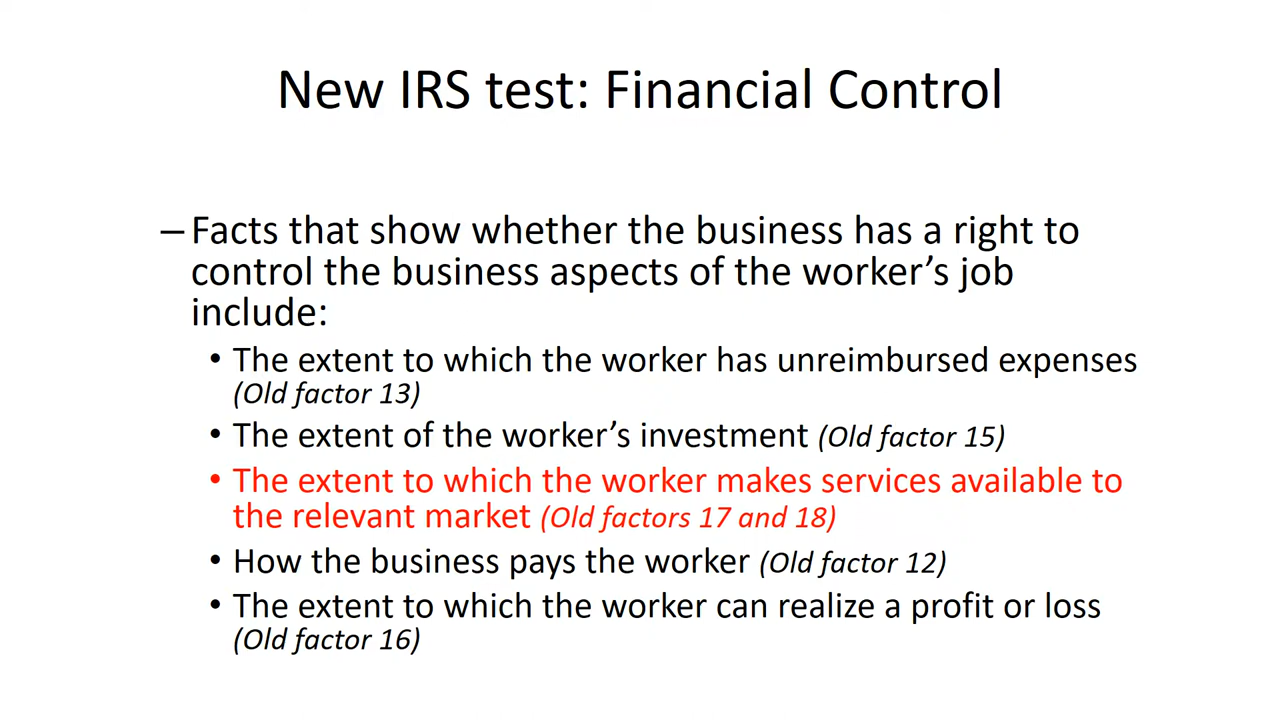 New IRS test: Financial Control
– Facts that show whether the business has a right to
control the business aspects of the worker’s job
include:
• The extent to which the worker has unreimbursed expenses
(Old factor 13)
• The extent of the worker’s investment (Old factor 15)
• The extent to which the worker makes services available to
the relevant market (Old factors 17 and 18)
• How the business pays the worker (Old factor 12)
• The extent to which the worker can realize a profit or loss
(Old factor 16)